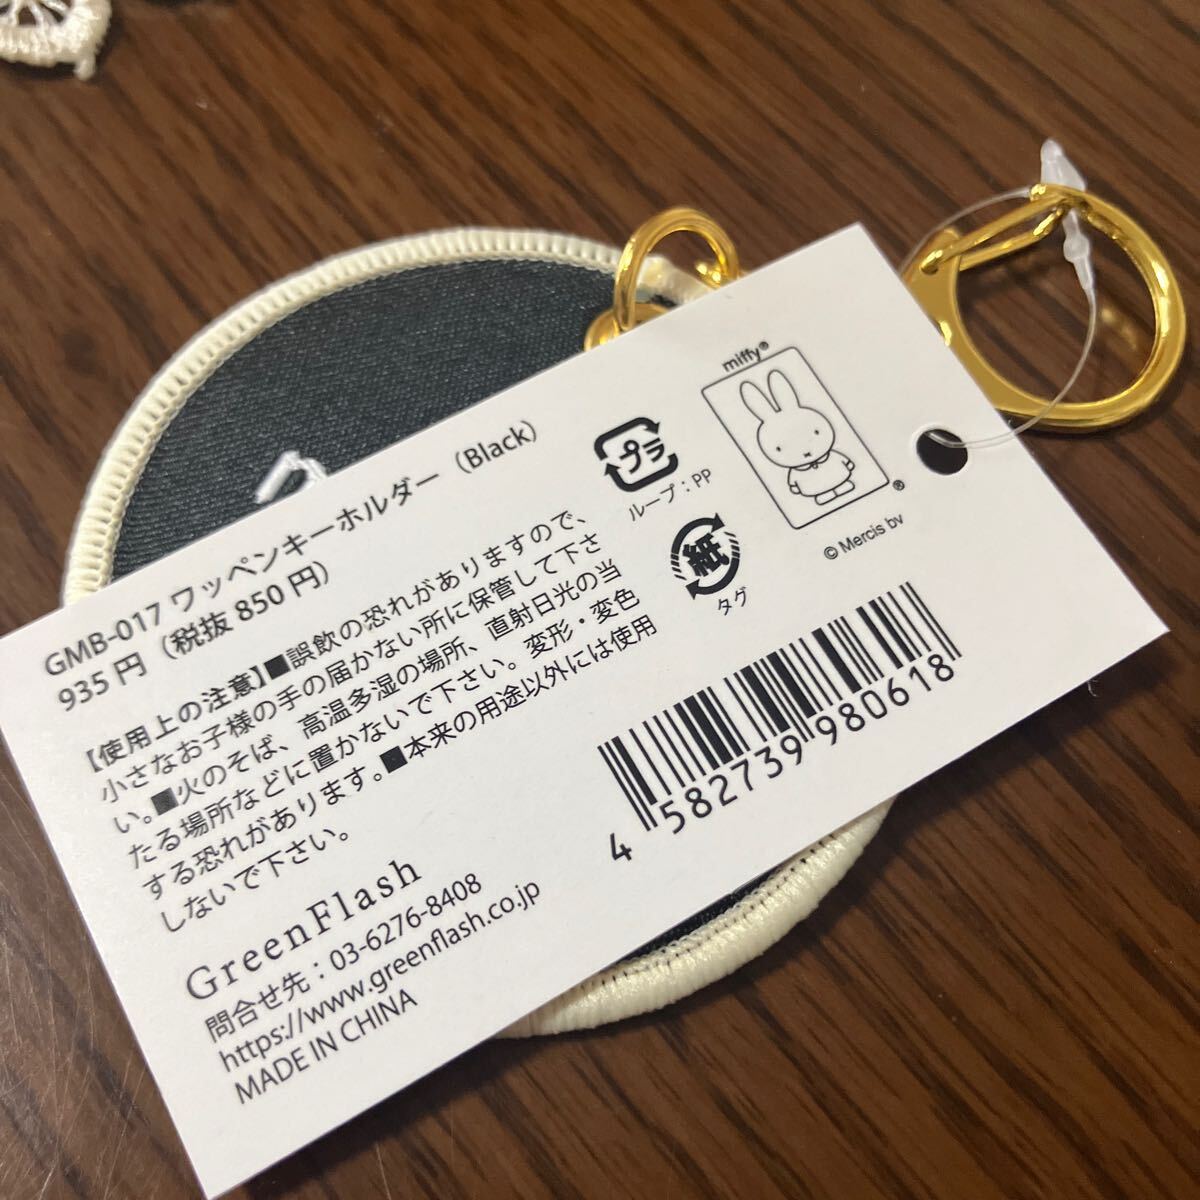 GMB-017 ワッペンキーホルダー（Black）
935円（税抜 850円）
【使用上の注意】■誤飲の恐れがありますので、
小さなお子様の手の届かない所に保管して下さ
い。■火のそば、高温多湿の場所、直射日光の当
たる場所などに置かないで下さい。変形・変色
する恐れがあります。■本来の用途以外には使用
しないで下さい。
GreenFlash
問合せ先：03-6276-8408
https://www.greenflash.co.jp
MADE IN CHINA
プラ
ループ：PP
紙
タグ
miffy®
®
© Mercis bv
4 582739 980618